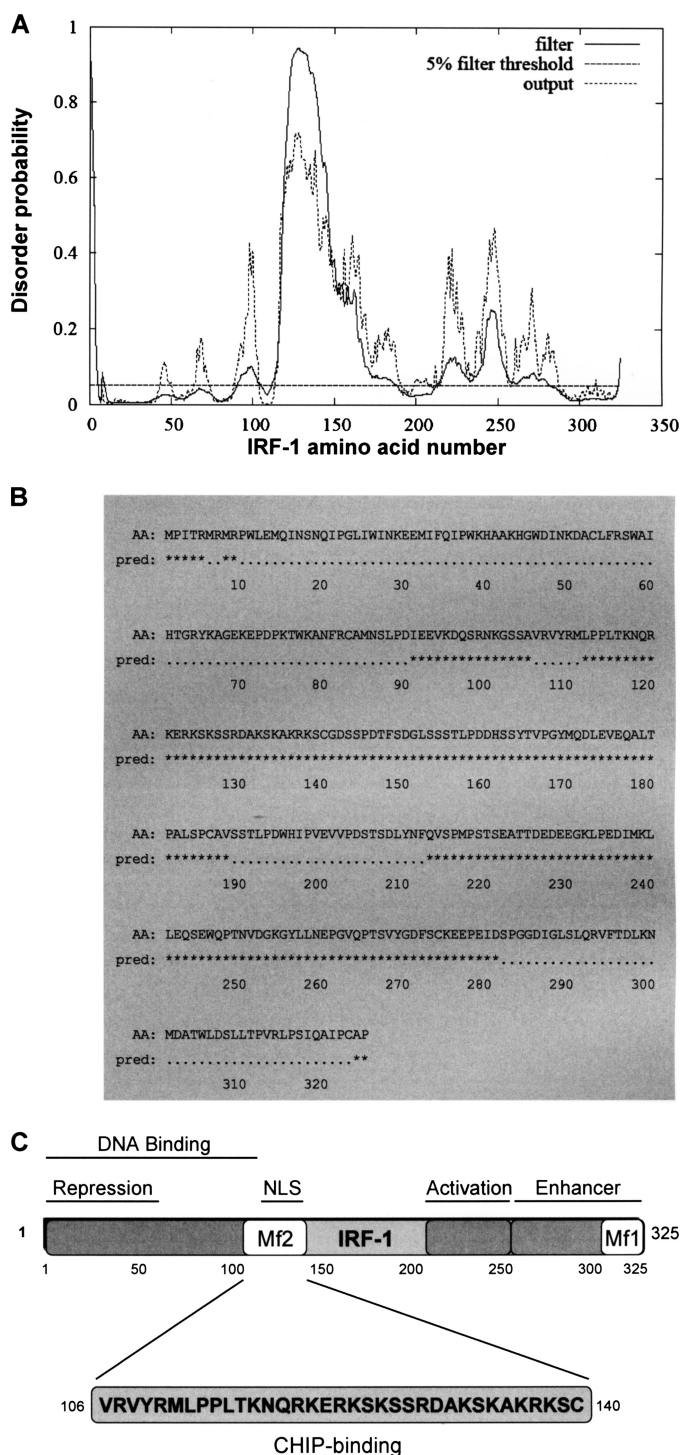 A
1
0.8
0.6
0.4
0.2
0
Disorder probability
filter
5% filter threshold
output
0 50 100 150 200 250 300 350
IRF-1 amino acid number
B
AA: MPITRMRMRPWLEMQINSNQIPGLIWINKEEMIFQIPWKHAAKHGWDINKDACLFRSWAI
pred: *****..**...................................................
10 20 30 40 50 60
AA: HTGRYKAGEKEPDPKTWKANFRCAMNSLPDIEEVKDQSRNKGSSAVRVYRMLPPLTKNQR
pred: ..............................***************......*********
70 80 90 100 110 120
AA: KERKSKSSRDAKSKAKRKSCGDSSPDTFSDGLSSSTLPDDHSSYTVPGYMQDLEVEQALT
pred: ************************************************************
130 140 150 160 170 180
AA: PALSPCAVSSTLPDWHIPVEVVPDSTSDLYNFQVSPMPSTSEATTDEDEEGKLPEDIMKL
pred: ********........................****************************
190 200 210 220 230 240
AA: LEQSEWQPTNVDGKGYLLNEPGVQPTSVYGDFSCKEEPEIDSPGGDIGLSLQRVFTDLKN
pred: *****************************************...................
250 260 270 280 290 300
AA: MDATWLDSLLTPVRLPSIQAIPCAP
pred: .......................**
310 320
C
DNA Binding
Repression NLS Activation Enhancer
1 Mf2 IRF-1 Mf1 325
1 50 100 150 200 250 300 325
106 VRVYRMLPPLTKNQRKERKSKSSRDAKSKAKRKSC 140
CHIP-binding